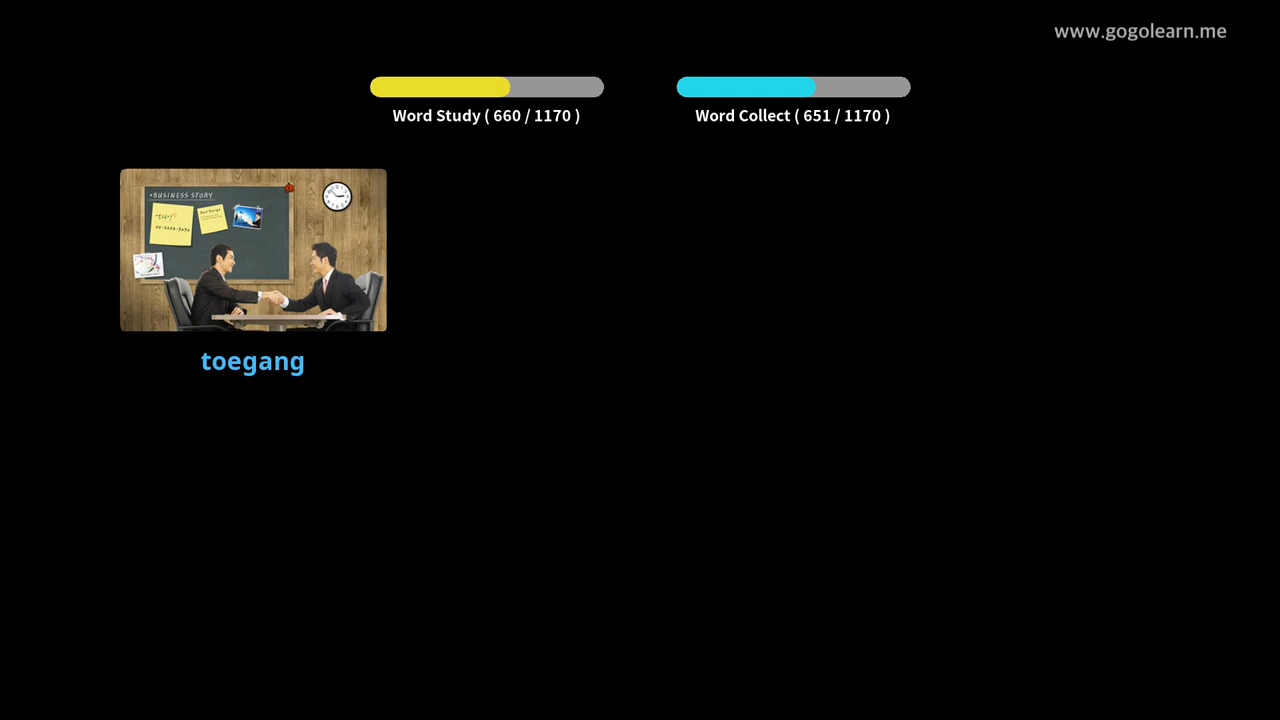 www.gogolearn.me
Word Study ( 660 / 1170 )
Word Collect ( 651 / 1170 )
BUSINESS STORY
toegang